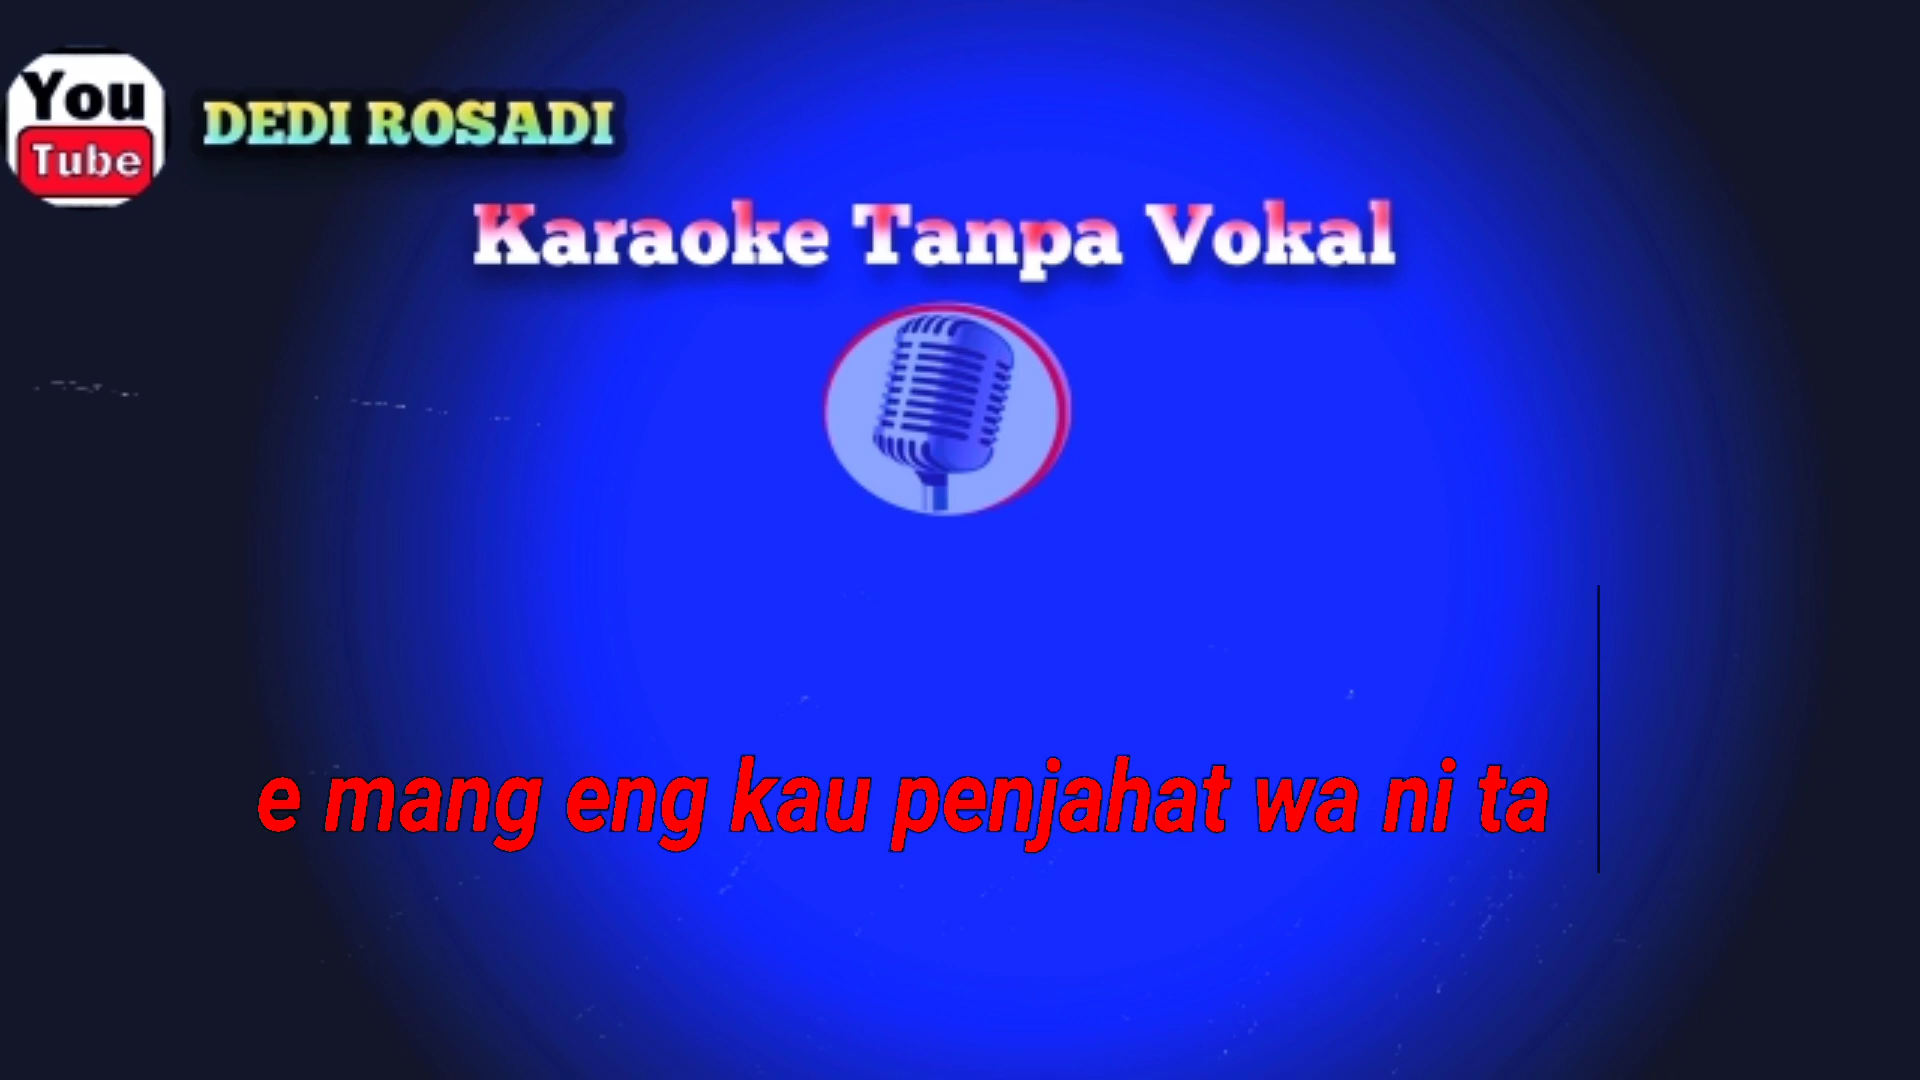 You
Tube
DEDI ROSADI
Karaoke Tanpa Vokal
e mang eng kau penjahat wa ni ta